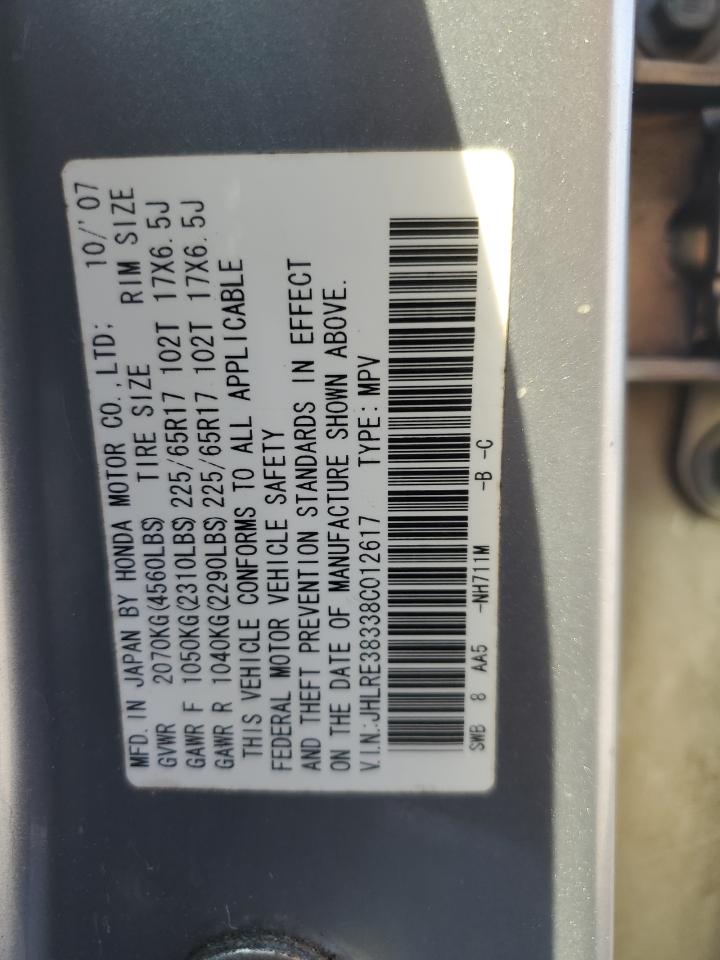 MFD. IN JAPAN BY HONDA MOTOR CO.,LTD; 10/'07
GVWR 2070KG(4560LBS) TIRE SIZE RIM SIZE
GAWR F 1050KG(2310LBS) 225/65R17 102T 17X6.5J
GAWR R 1040KG(2290LBS) 225/65R17 102T 17X6.5J
THIS VEHICLE CONFORMS TO ALL APPLICABLE
FEDERAL MOTOR VEHICLE SAFETY
AND THEFT PREVENTION STANDARDS IN EFFECT
ON THE DATE OF MANUFACTURE SHOWN ABOVE.
V.I.N.:JHLRE38338C012617 TYPE: MPV
SWB 8 AA5 -NH711M -B -C